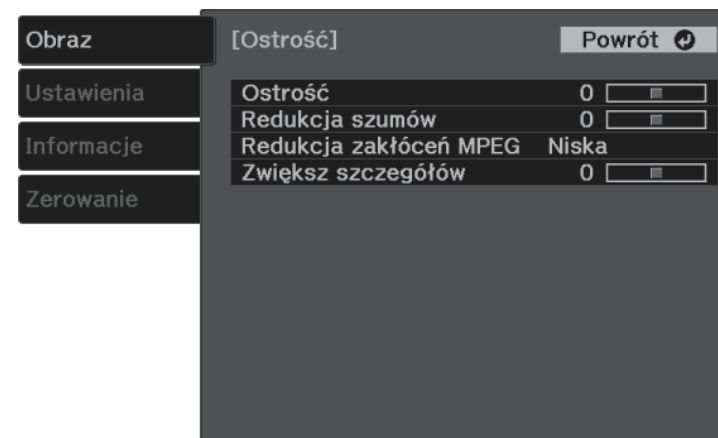 Obraz
Ustawienia
Informacje
Zerowanie
[Ostrość]
Powrót
Ostrość 0
Redukcja szumów 0
Redukcja zakłóceń MPEG Niska
Zwiększ szczegółów 0